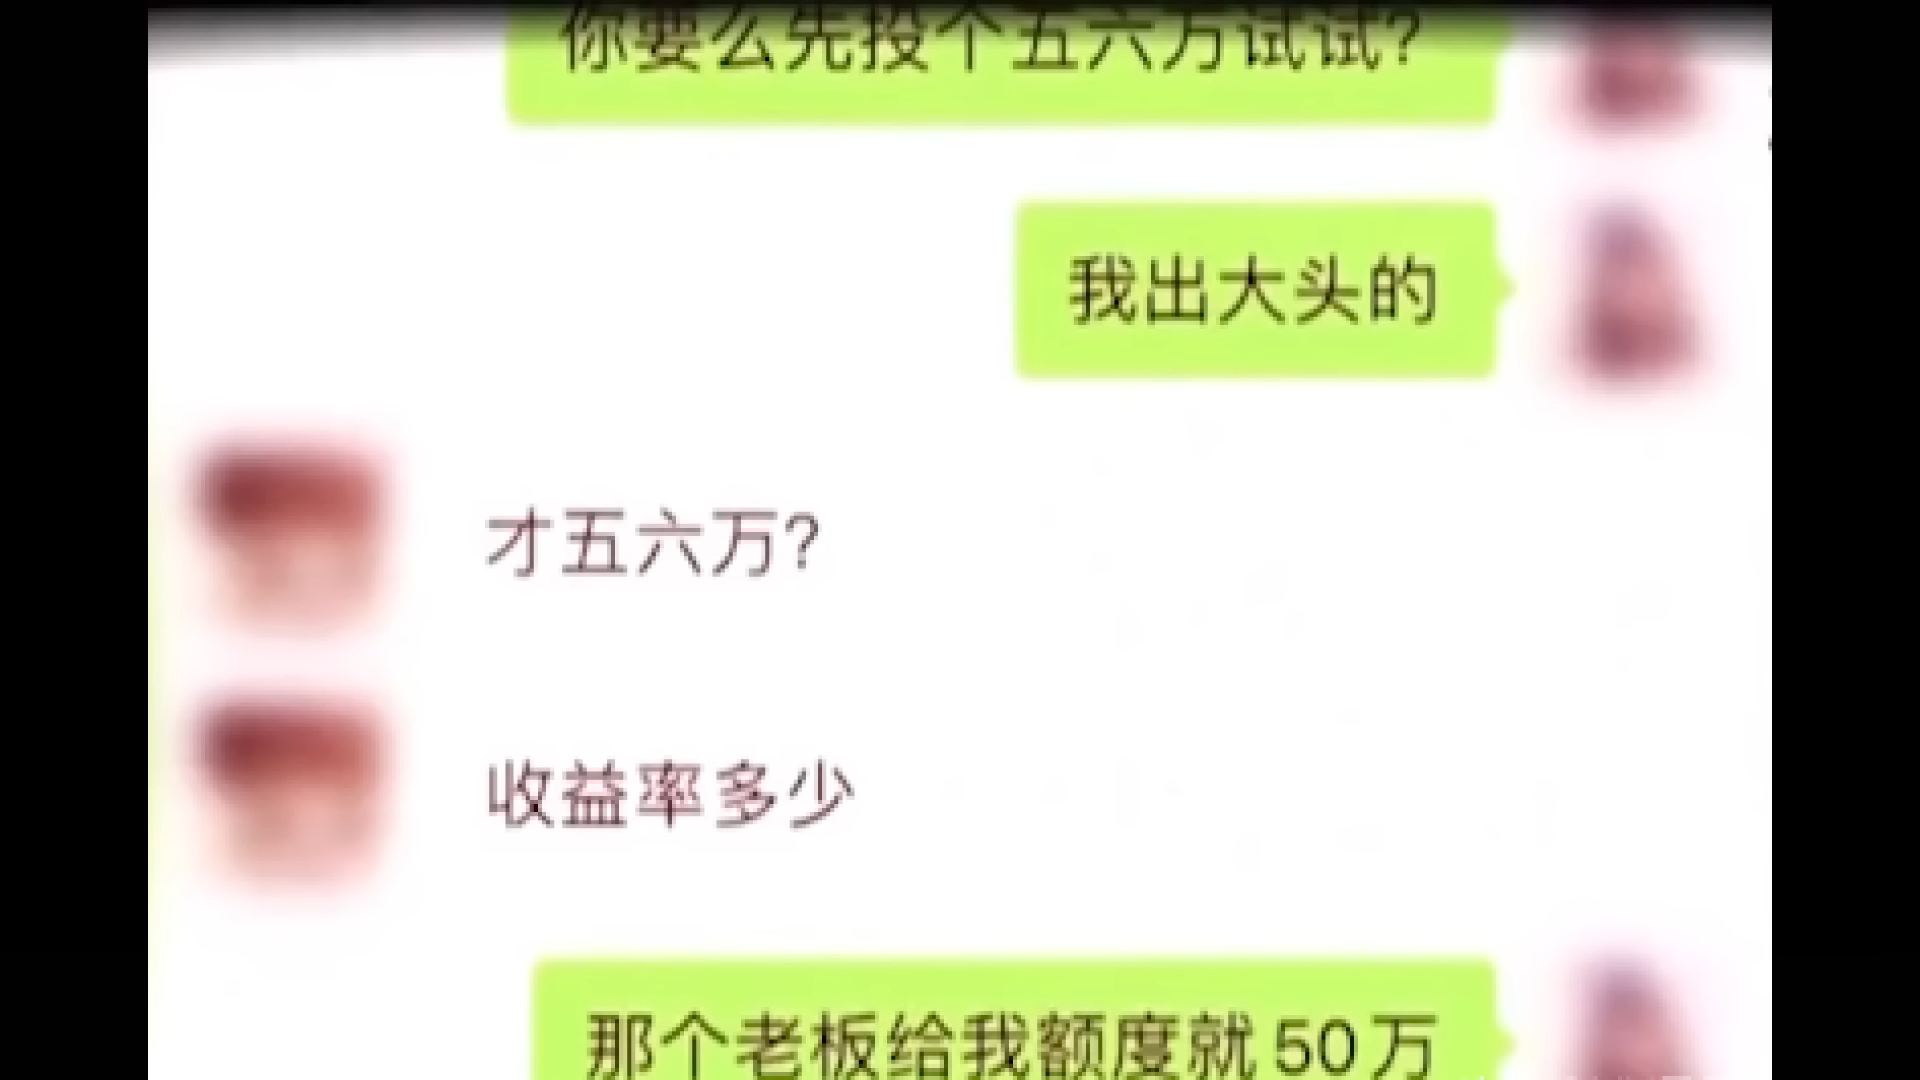 你要么先投个五六万试试?
我出大头的
才五六万?
收益率多少
那个老板给我额度就50万